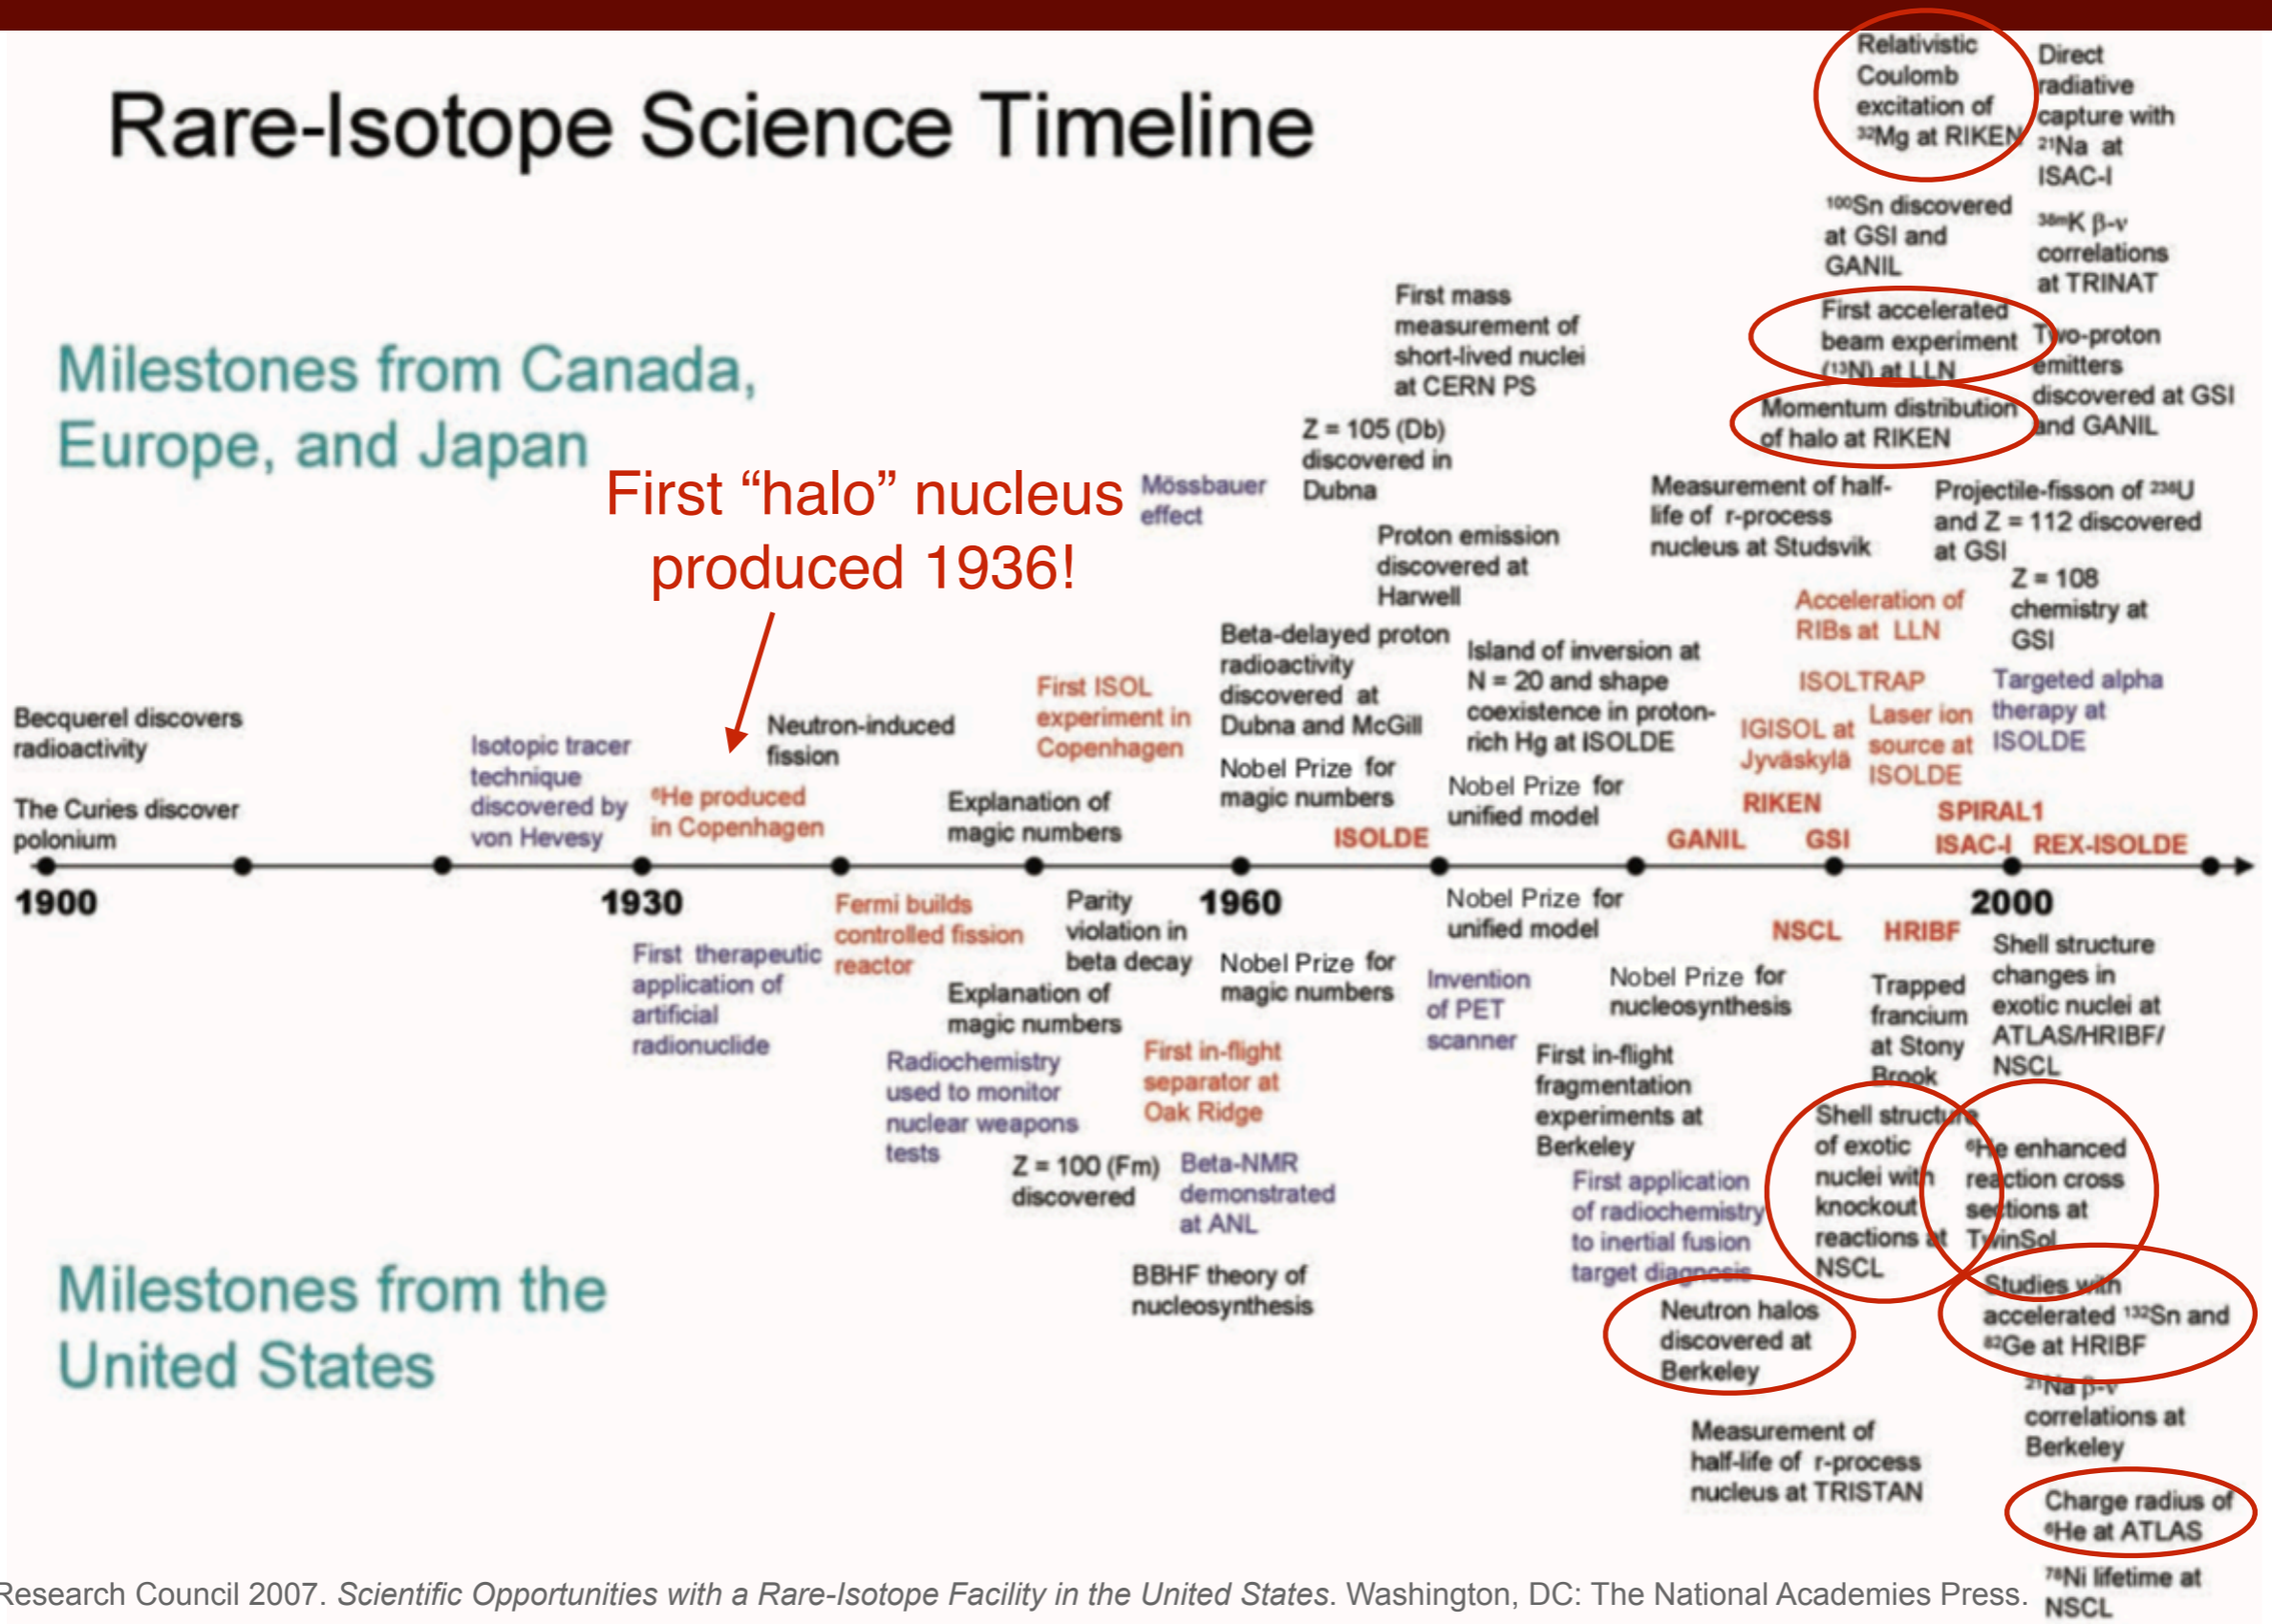 Rare-Isotope Science Timeline
Relativistic
Coulomb
excitation of
³²Mg at RIKEN
Direct
radiative
capture with
²¹Na at
ISAC-I
¹⁰⁰Sn discovered
at GSI and
GANIL
³⁸ᵐK β-ν
correlations
at TRINAT
First accelerated
beam experiment
(¹³N) at LLN
Two-proton
emitters
discovered at GSI
and GANIL
Momentum distribution
of halo at RIKEN
First mass
measurement of
short-lived nuclei
at CERN PS
Milestones from Canada,
Europe, and Japan
First “halo” nucleus
produced 1936!
Mössbauer
effect
Z = 105 (Db)
discovered in
Dubna
Measurement of half-
life of r-process
nucleus at Studsvik
Projectile-fisson of ²³⁸U
and Z = 112 discovered
at GSI
Proton emission
discovered at
Harwell
Z = 108
chemistry at
GSI
Acceleration of
RIBs at LLN
Beta-delayed proton
radioactivity
discovered at
Dubna and McGill
Island of inversion at
N = 20 and shape
coexistence in proton-
rich Hg at ISOLDE
ISOLTRAP
Targeted alpha
therapy at
ISOLDE
Becquerel discovers
radioactivity
Isotopic tracer
technique
discovered by
von Hevesy
Neutron-induced
fission
First ISOL
experiment in
Copenhagen
IGISOL at
Jyväskylä
Laser ion
source at
ISOLDE
The Curies discover
polonium
⁶He produced
in Copenhagen
Explanation of
magic numbers
Nobel Prize for
magic numbers
Nobel Prize for
unified model
ISOLDE
GANIL
RIKEN
GSI
SPIRAL1
ISAC-I
REX-ISOLDE
1900
1930
1960
2000
First therapeutic
application of
artificial
radionuclide
Fermi builds
controlled fission
reactor
Parity
violation in
beta decay
Nobel Prize for
unified model
NSCL
HRIBF
Explanation of
magic numbers
Nobel Prize for
magic numbers
Invention
of PET
scanner
Nobel Prize for
nucleosynthesis
Trapped
francium
at Stony
Brook
Shell structure
changes in
exotic nuclei at
ATLAS/HRIBF/
NSCL
Radiochemistry
used to monitor
nuclear weapons
tests
First in-flight
separator at
Oak Ridge
First in-flight
fragmentation
experiments at
Berkeley
Z = 100 (Fm)
discovered
Beta-NMR
demonstrated
at ANL
First application
of radiochemistry
to inertial fusion
target diagnosis
Shell structure
of exotic
nuclei with
knockout
reactions at
NSCL
⁶He enhanced
reaction cross
sections at
TwinSol
BBHF theory of
nucleosynthesis
Milestones from the
United States
Neutron halos
discovered at
Berkeley
Studies with
accelerated ¹³²Sn and
⁸²Ge at HRIBF
²¹Na β-ν
correlations at
Berkeley
Measurement of
half-life of r-process
nucleus at TRISTAN
Charge radius of
⁶He at ATLAS
⁷⁸Ni lifetime at
NSCL
Research Council 2007. Scientific Opportunities with a Rare-Isotope Facility in the United States. Washington, DC: The National Academies Press.